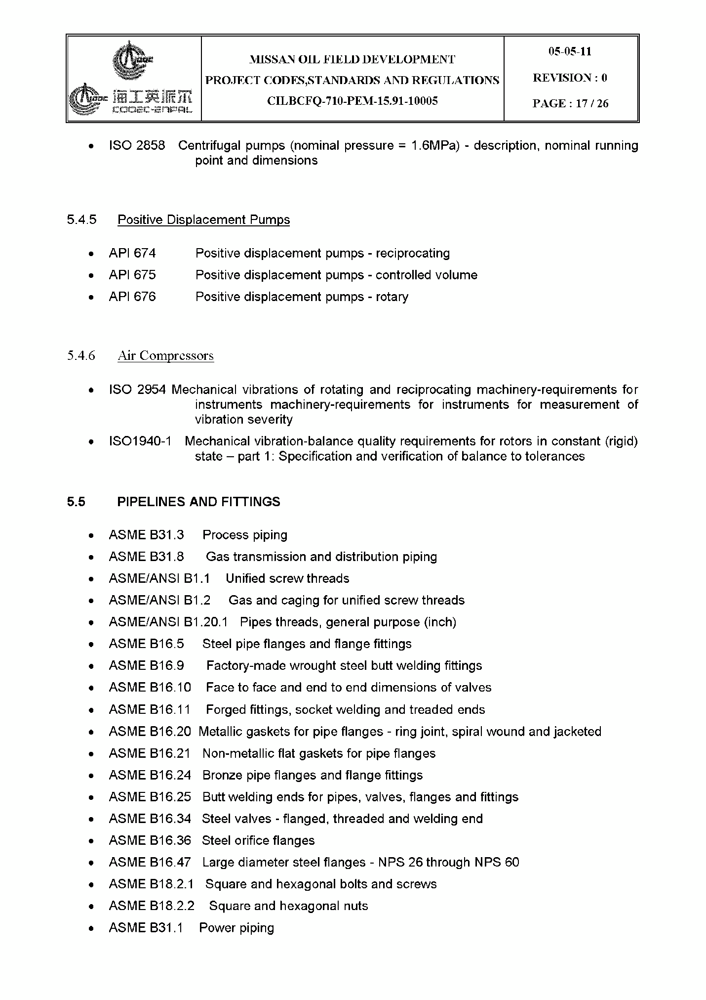 MISSAN OIL FIELD DEVELOPMENT
PROJECT CODES,STANDARDS AND REGULATIONS
CILBCFQ-710-PEM-15.91-10005
05-05-11
REVISION : 0
PAGE : 17 / 26
海工英派尔
COOEC-ENPAL
• ISO 2858 Centrifugal pumps (nominal pressure = 1.6MPa) - description, nominal running
point and dimensions
5.4.5 Positive Displacement Pumps
• API 674 Positive displacement pumps - reciprocating
• API 675 Positive displacement pumps - controlled volume
• API 676 Positive displacement pumps - rotary
5.4.6 Air Compressors
• ISO 2954 Mechanical vibrations of rotating and reciprocating machinery-requirements for
instruments machinery-requirements for instruments for measurement of
vibration severity
• ISO1940-1 Mechanical vibration-balance quality requirements for rotors in constant (rigid)
state – part 1: Specification and verification of balance to tolerances
5.5 PIPELINES AND FITTINGS
• ASME B31.3 Process piping
• ASME B31.8 Gas transmission and distribution piping
• ASME/ANSI B1.1 Unified screw threads
• ASME/ANSI B1.2 Gas and caging for unified screw threads
• ASME/ANSI B1.20.1 Pipes threads, general purpose (inch)
• ASME B16.5 Steel pipe flanges and flange fittings
• ASME B16.9 Factory-made wrought steel butt welding fittings
• ASME B16.10 Face to face and end to end dimensions of valves
• ASME B16.11 Forged fittings, socket welding and treaded ends
• ASME B16.20 Metallic gaskets for pipe flanges - ring joint, spiral wound and jacketed
• ASME B16.21 Non-metallic flat gaskets for pipe flanges
• ASME B16.24 Bronze pipe flanges and flange fittings
• ASME B16.25 Butt welding ends for pipes, valves, flanges and fittings
• ASME B16.34 Steel valves - flanged, threaded and welding end
• ASME B16.36 Steel orifice flanges
• ASME B16.47 Large diameter steel flanges - NPS 26 through NPS 60
• ASME B18.2.1 Square and hexagonal bolts and screws
• ASME B18.2.2 Square and hexagonal nuts
• ASME B31.1 Power piping